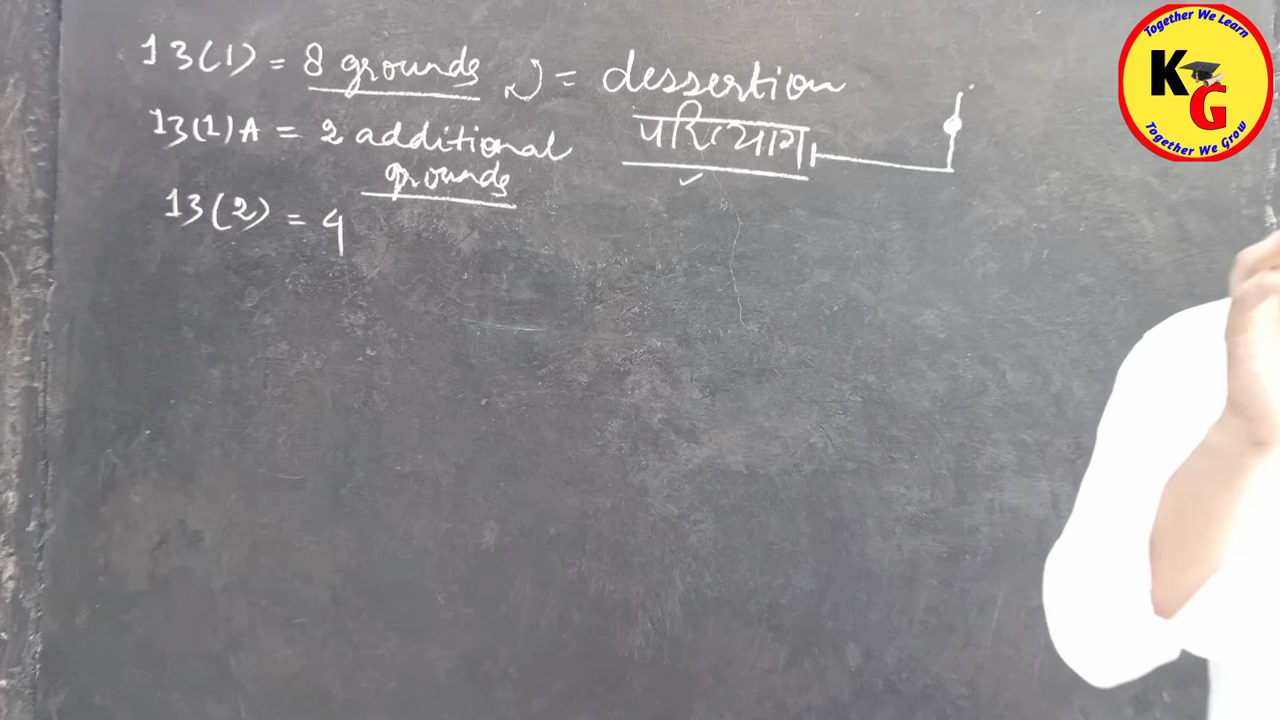 13(1) = 8 grounds
13(1)A = 2 additional
grounds
13(2) = 4
2) = dessertion
परित्याग
Together We Learn
KG
Together We Grow